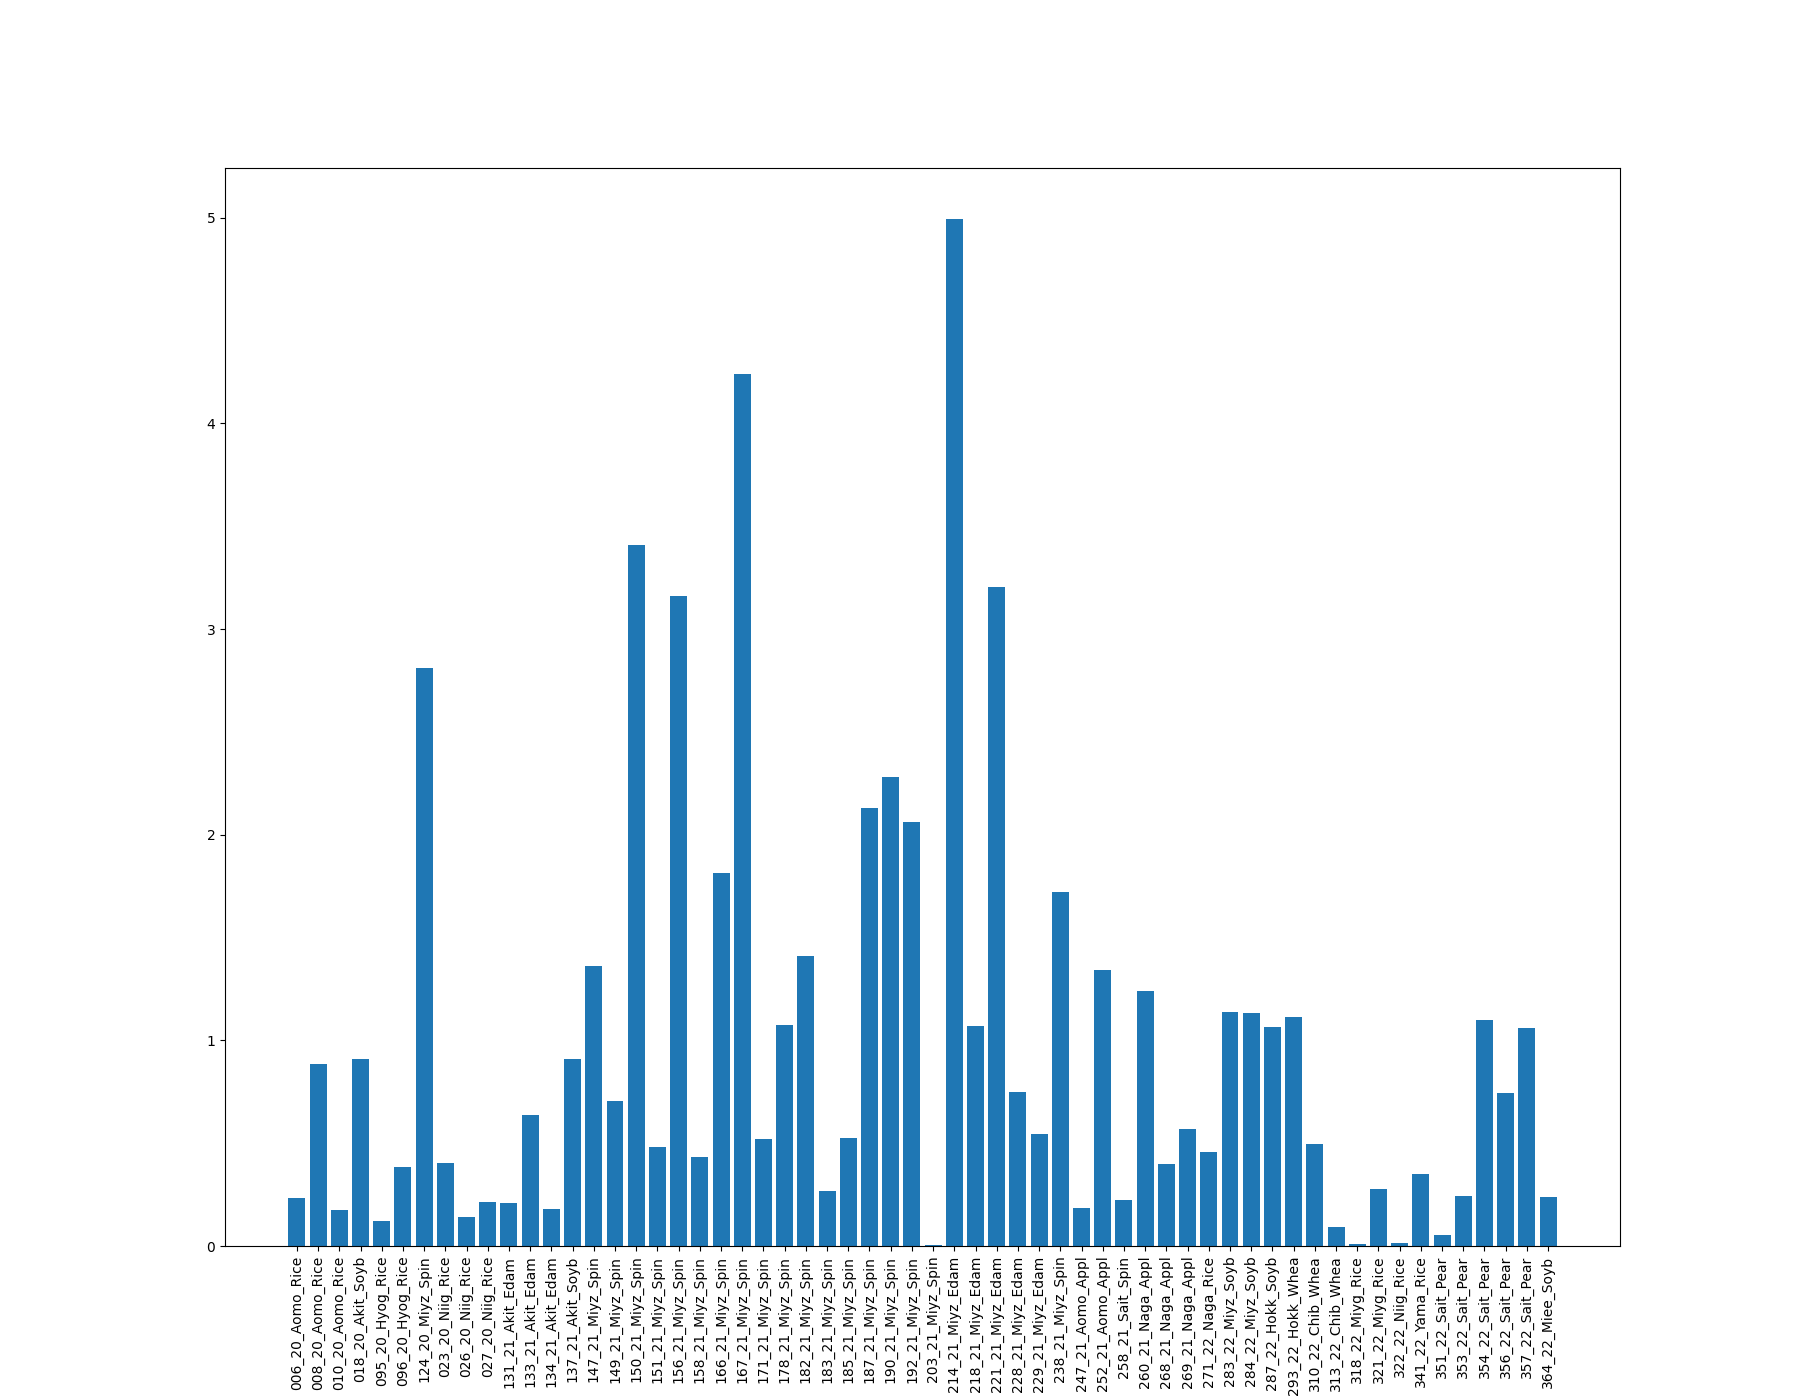 5
4
3
2
1
0
006_20_Aomo_Rice
008_20_Aomo_Rice
010_20_Aomo_Rice
018_20_Akit_Soyb
095_20_Hyog_Rice
096_20_Hyog_Rice
124_20_Miyz_Spin
023_20_Niig_Rice
026_20_Niig_Rice
027_20_Niig_Rice
131_21_Akit_Edam
133_21_Akit_Edam
134_21_Akit_Edam
137_21_Akit_Soyb
147_21_Miyz_Spin
149_21_Miyz_Spin
150_21_Miyz_Spin
151_21_Miyz_Spin
156_21_Miyz_Spin
158_21_Miyz_Spin
166_21_Miyz_Spin
167_21_Miyz_Spin
171_21_Miyz_Spin
178_21_Miyz_Spin
182_21_Miyz_Spin
183_21_Miyz_Spin
185_21_Miyz_Spin
187_21_Miyz_Spin
190_21_Miyz_Spin
192_21_Miyz_Spin
203_21_Miyz_Spin
214_21_Miyz_Edam
218_21_Miyz_Edam
221_21_Miyz_Edam
228_21_Miyz_Edam
229_21_Miyz_Edam
238_21_Miyz_Spin
247_21_Aomo_Appl
252_21_Aomo_Appl
258_21_Sait_Spin
260_21_Naga_Appl
268_21_Naga_Appl
269_21_Naga_Appl
271_22_Naga_Rice
283_22_Miyz_Soyb
284_22_Miyz_Soyb
287_22_Hokk_Soyb
293_22_Hokk_Whea
310_22_Chib_Whea
313_22_Chib_Whea
318_22_Miyg_Rice
321_22_Miyg_Rice
322_22_Niig_Rice
341_22_Yama_Rice
351_22_Sait_Pear
353_22_Sait_Pear
354_22_Sait_Pear
356_22_Sait_Pear
357_22_Sait_Pear
364_22_Miee_Soyb